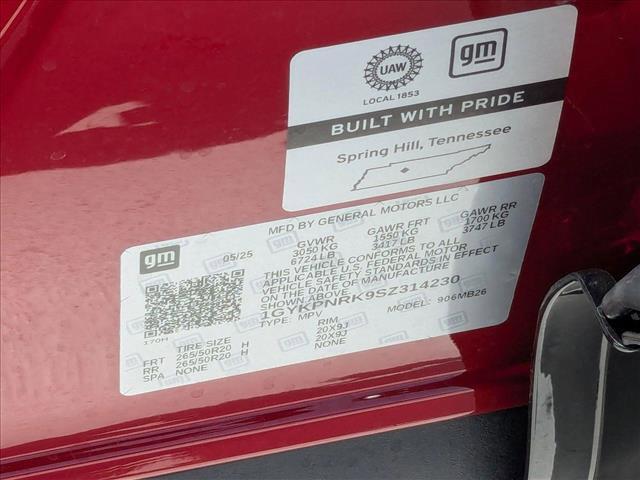 UAW
gm
LOCAL 1853
BUILT WITH PRIDE
Spring Hill, Tennessee
MFD BY GENERAL MOTORS LLC
gm
05/25
GVWR
GAWR FRT
GAWR RR
3050 KG
1550 KG
1700 KG
6724 LB
3417 LB
3747 LB
THIS VEHICLE CONFORMS TO ALL
APPLICABLE U.S. FEDERAL MOTOR
VEHICLE SAFETY STANDARDS IN EFFECT
ON THE DATE OF MANUFACTURE
SHOWN ABOVE.
1GYKPNRK9SZ314230
TYPE: MPV
906MB26
170H
TIRE SIZE
RIM
FRT 265/50R20 H 20X9J
RR 265/50R20 H 20X9J
SPA NONE NONE